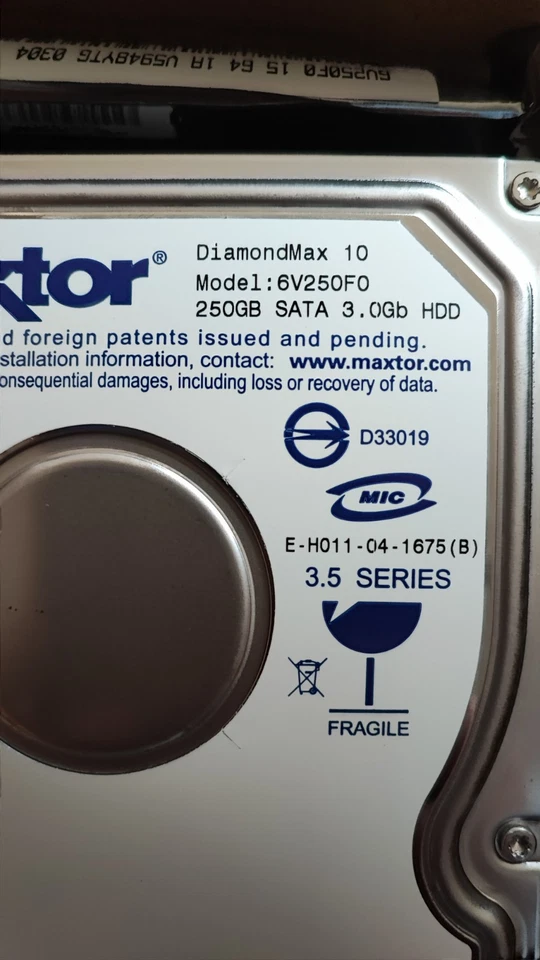 6V250F0 15 64 1A V594BYTG 0304
xtor®
DiamondMax 10
Model:6V250F0
250GB SATA 3.0Gb HDD
d foreign patents issued and pending.
stallation information, contact: www.maxtor.com
onsequential damages, including loss or recovery of data.
D33019
MIC
E-H011-04-1675(B)
3.5 SERIES
FRAGILE